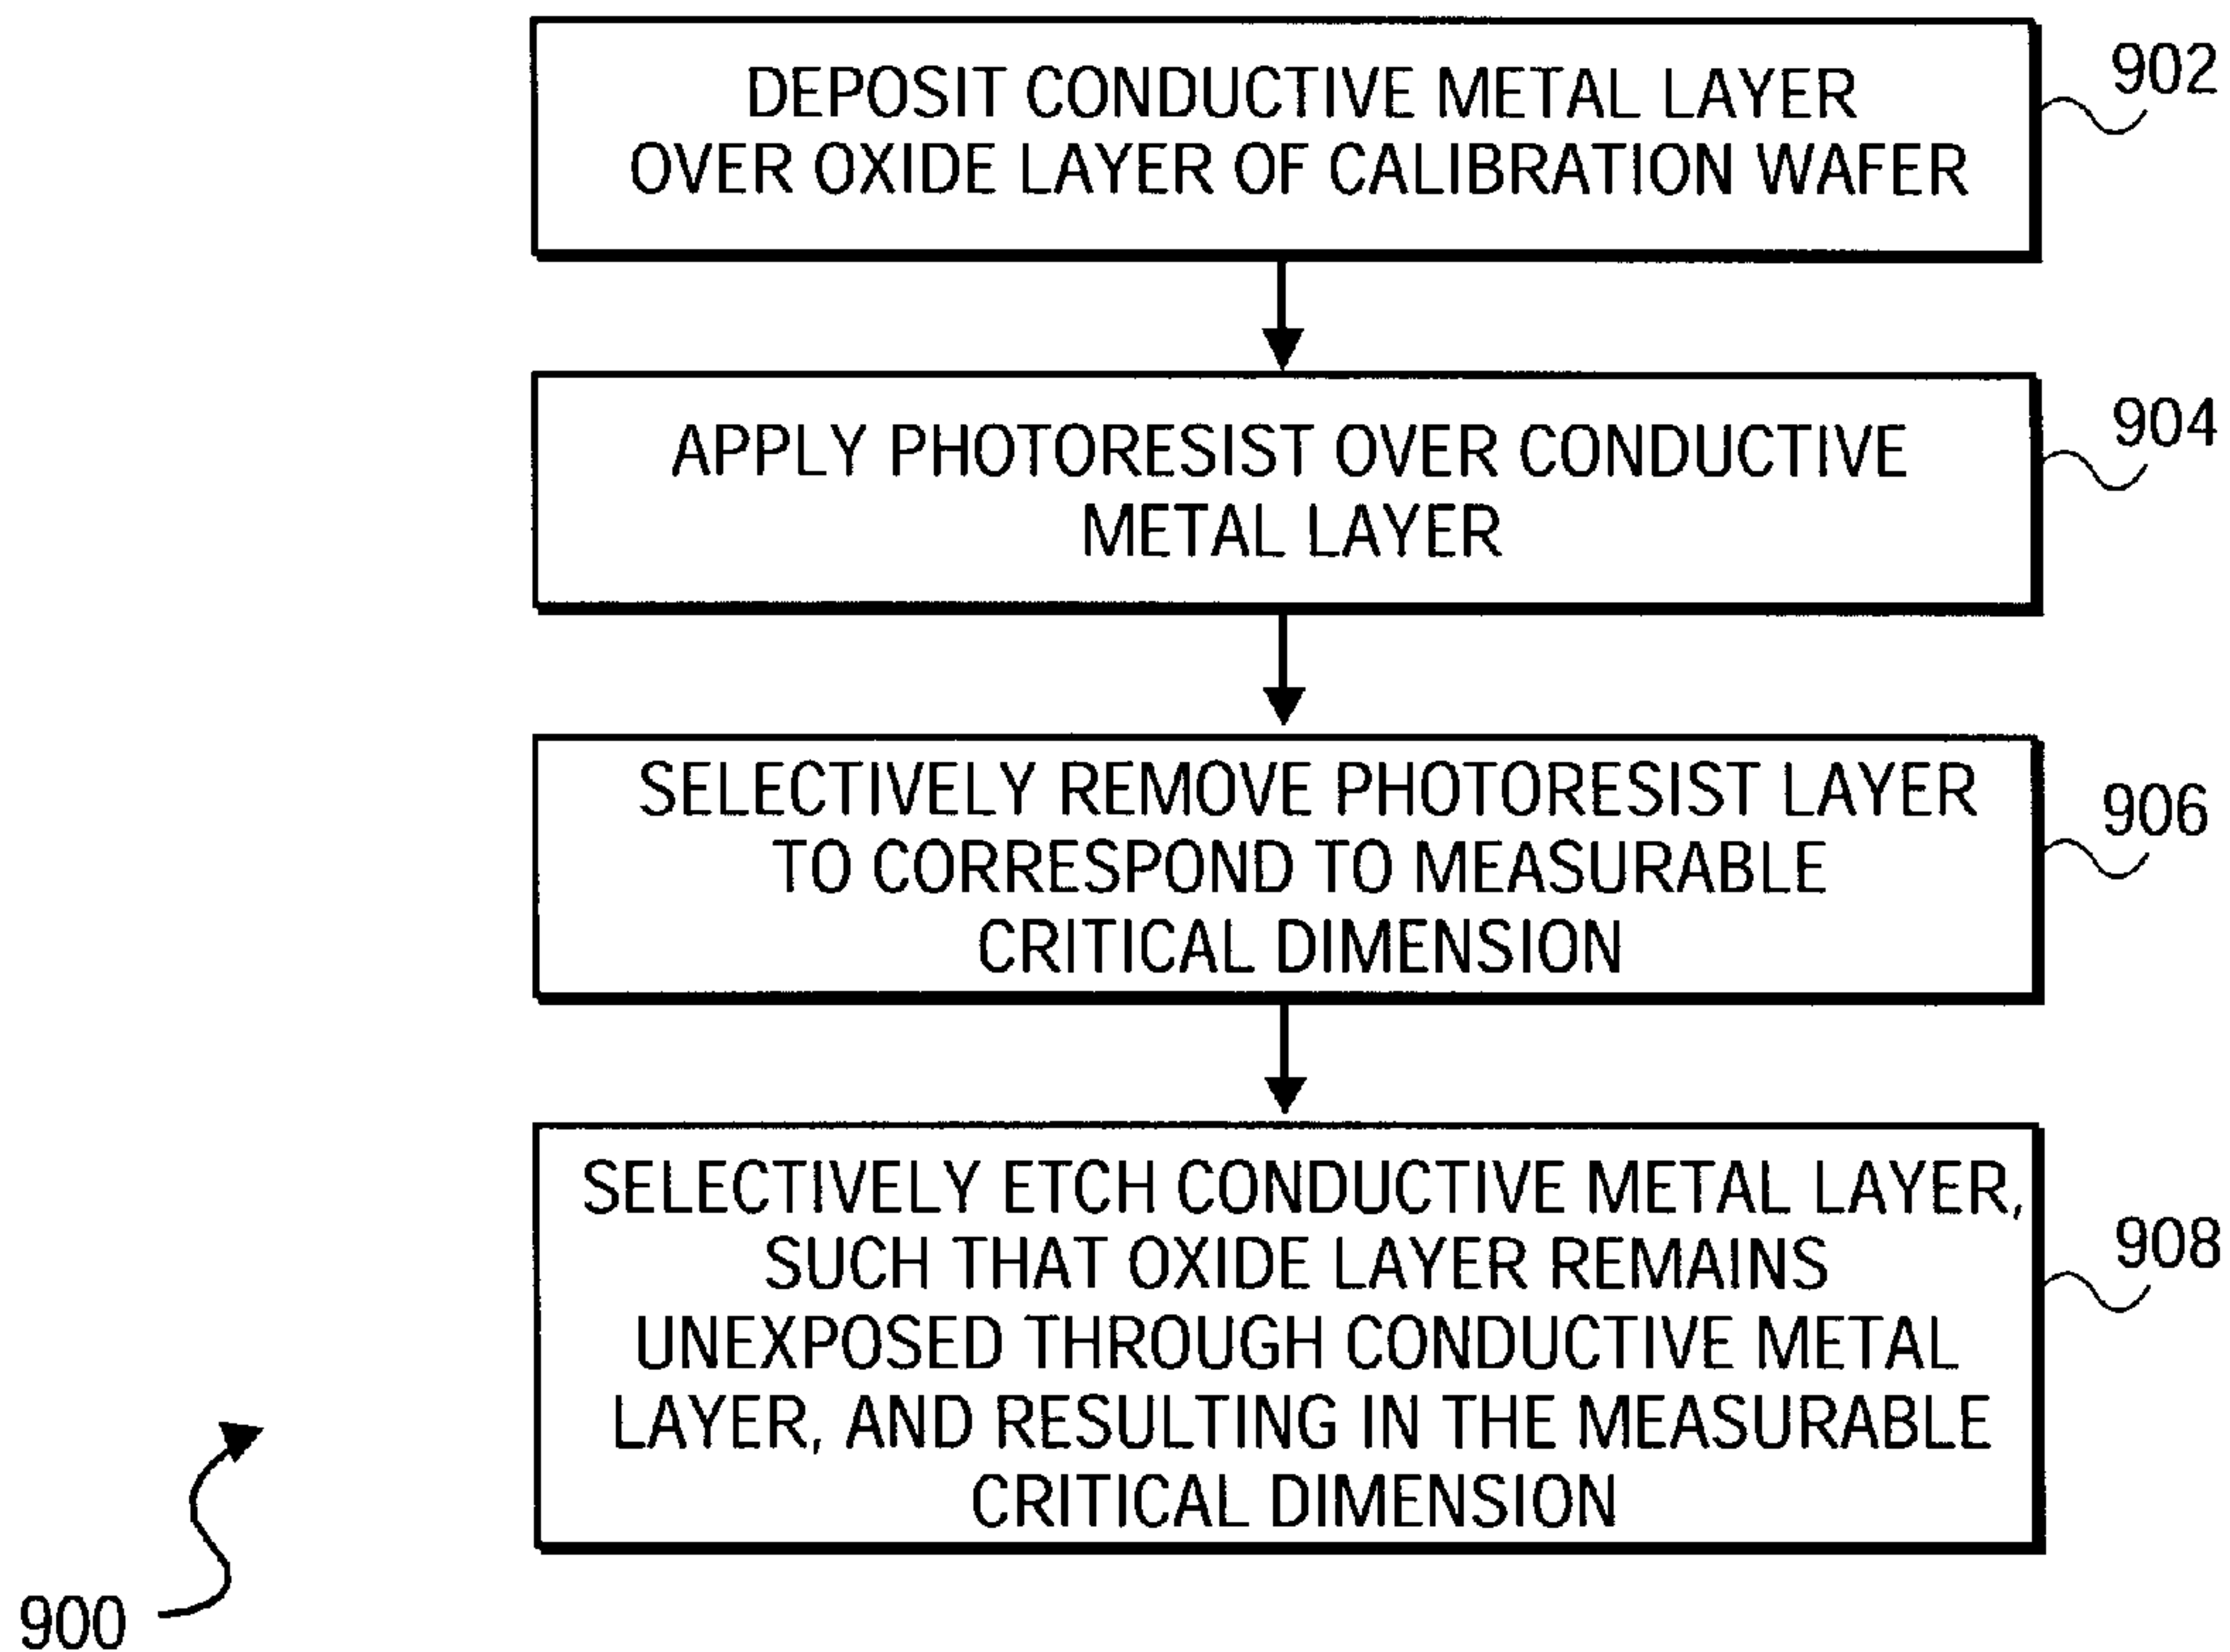 DEPOSIT CONDUCTIVE METAL LAYER
OVER OXIDE LAYER OF CALIBRATION WAFER
902
APPLY PHOTORESIST OVER CONDUCTIVE
METAL LAYER
904
SELECTIVELY REMOVE PHOTORESIST LAYER
TO CORRESPOND TO MEASURABLE
CRITICAL DIMENSION
906
SELECTIVELY ETCH CONDUCTIVE METAL LAYER,
SUCH THAT OXIDE LAYER REMAINS
UNEXPOSED THROUGH CONDUCTIVE METAL
LAYER, AND RESULTING IN THE MEASURABLE
CRITICAL DIMENSION
908
900